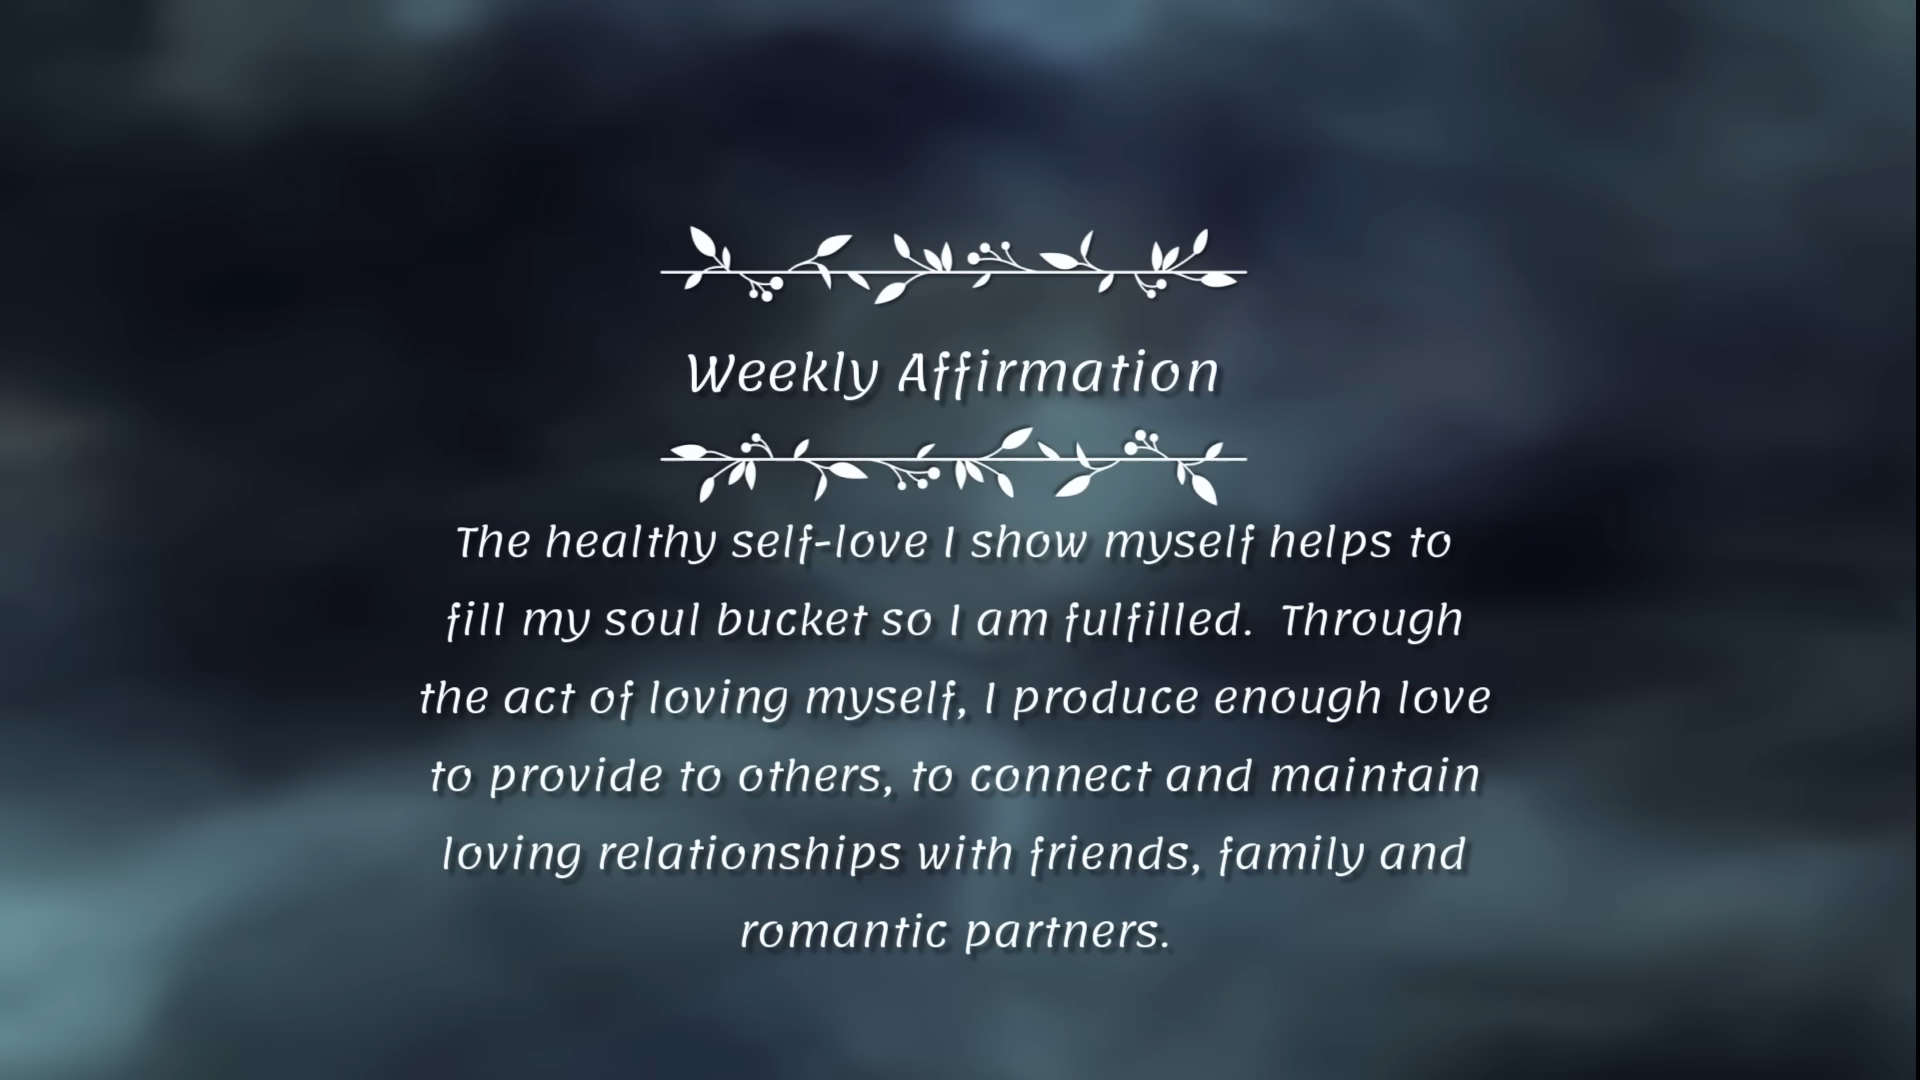 Weekly Affirmation
The healthy self-love I show myself helps to
fill my soul bucket so I am fulfilled.  Through
the act of loving myself, I produce enough love
to provide to others, to connect and maintain
loving relationships with friends, family and
romantic partners.